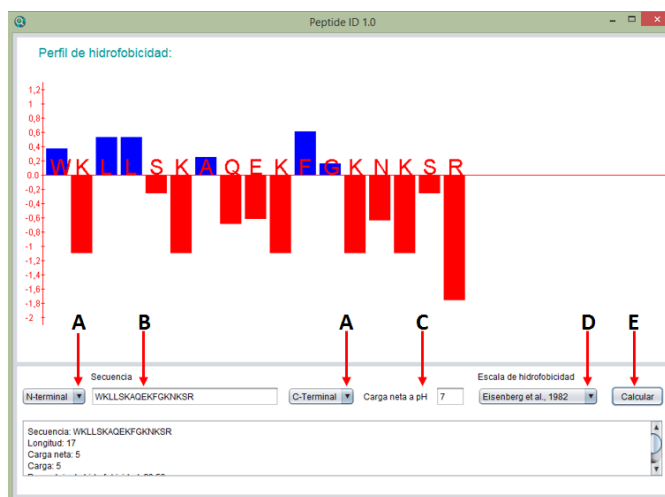 Peptide ID 1.0
Perfil de hidrofobicidad:
1,2
1
0,8
0,6
0,4
0,2
0.0
-0,2
-0,4
-0,6
-0,8
-1
-1,2
-1,4
-1,6
-1,8
-2
W K L L S K A Q E K F G K N K S R
A B A C D E
Secuencia Escala de hidrofobicidad
N-terminal WKLLSKAQEKFGKNKSR C-Terminal Carga neta a pH 7 Eisenberg et al., 1982 Calcular
Secuencia: WKLLSKAQEKFGKNKSR
Longitud: 17
Carga neta: 5
Carga: 5